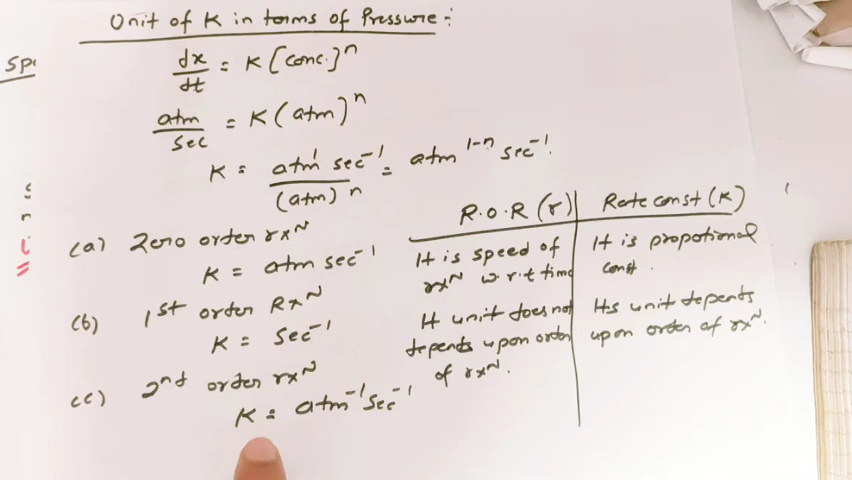 Unit of K in terms of Pressure :-
Spe
dx/dt = K [conc.]^n
atm/sec = K (atm)^n
K = atm^1 sec^-1 / (atm)^n = atm^1-n sec^-1.
(a) Zero order rx^N
K = atm sec^-1
(b) 1st order Rx^N
K = Sec^-1
(c) 2nd order rx^N
K = atm^-1 sec^-1
R.O.R (r)
It is speed of
rx^N w.r.t time
It unit does not
depends upon order
of rx^N.
Rate const (K)
It is propotional
const.
Its unit depends
upon order of rx^N.